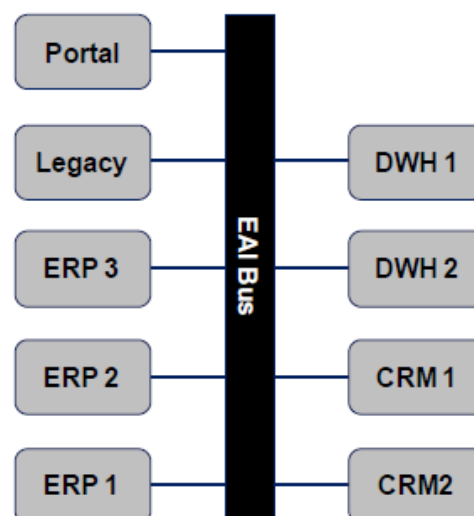 Portal
Legacy
ERP 3
ERP 2
ERP 1
EAI Bus
DWH 1
DWH 2
CRM 1
CRM2